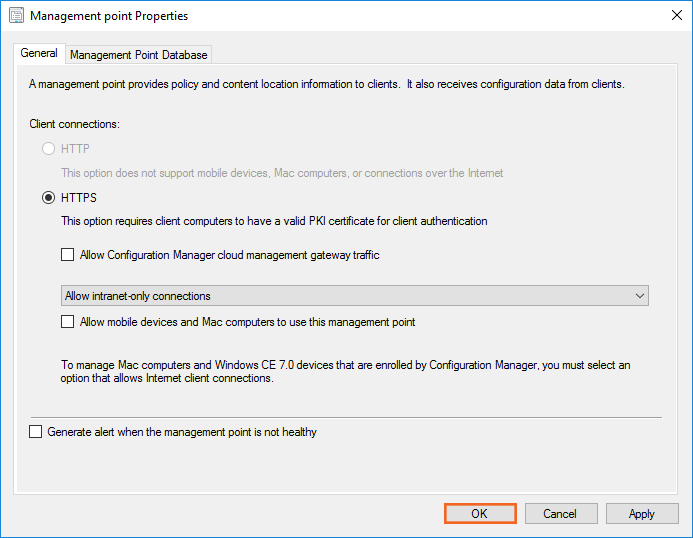 Management point Properties
General
Management Point Database
A management point provides policy and content location information to clients.  It also receives configuration data from clients.
Client connections:
HTTP
This option does not support mobile devices, Mac computers, or connections over the Internet
HTTPS
This option requires client computers to have a valid PKI certificate for client authentication
Allow Configuration Manager cloud management gateway traffic
Allow intranet-only connections
Allow mobile devices and Mac computers to use this management point
To manage Mac computers and Windows CE 7.0 devices that are enrolled by Configuration Manager, you must select an
option that allows Internet client connections.
Generate alert when the management point is not healthy
OK
Cancel
Apply